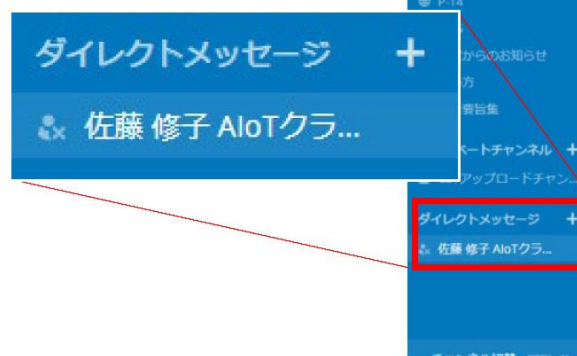 ダイレクトメッセージ +
佐藤 修子 AIoTクラ...
P-14
からのお知らせ
方
要旨集
ートチャンネル +
アップロードチャン...
ダイレクトメッセージ +
佐藤 修子 AIoTクラ...